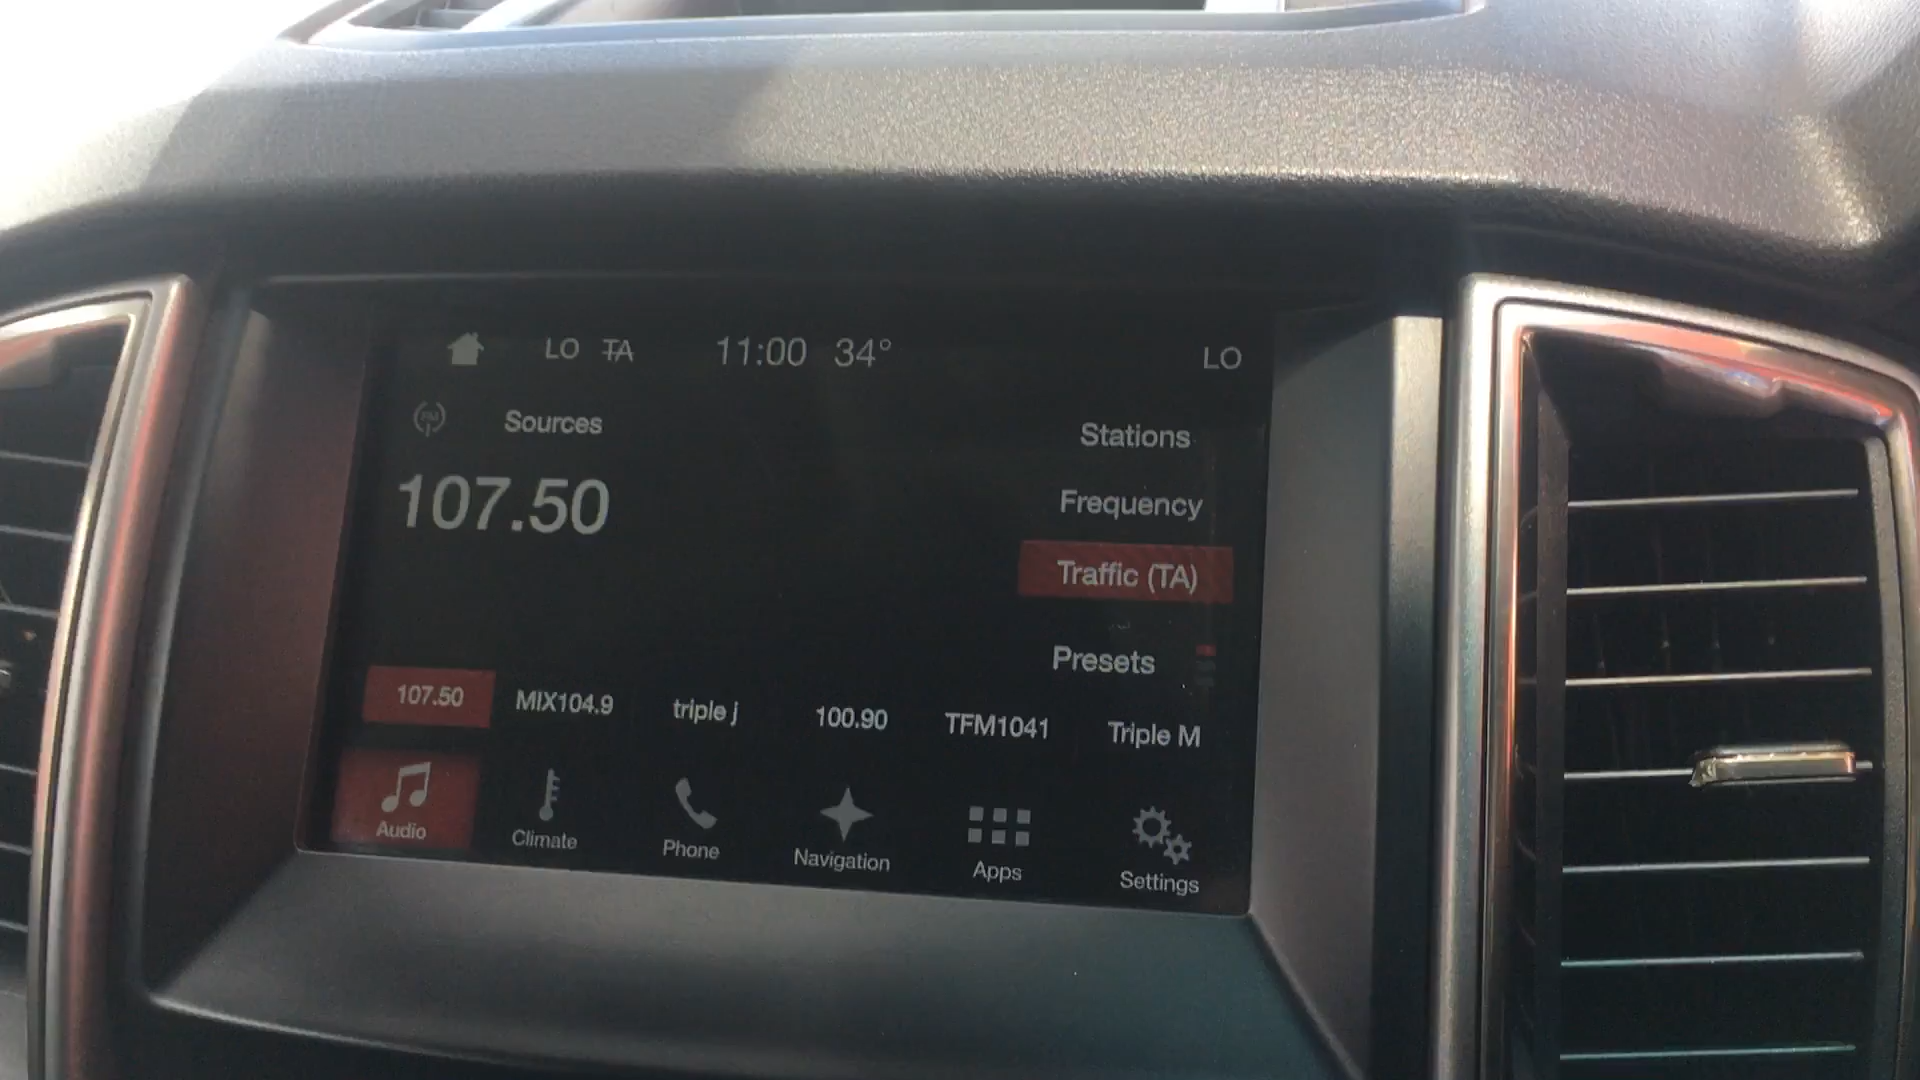 LO TA 11:00 34° LO
FM Sources
107.50
Stations
Frequency
Traffic (TA)
Presets
107.50 MIX104.9 triple j 100.90 TFM1041 Triple M
Audio Climate Phone Navigation Apps Settings